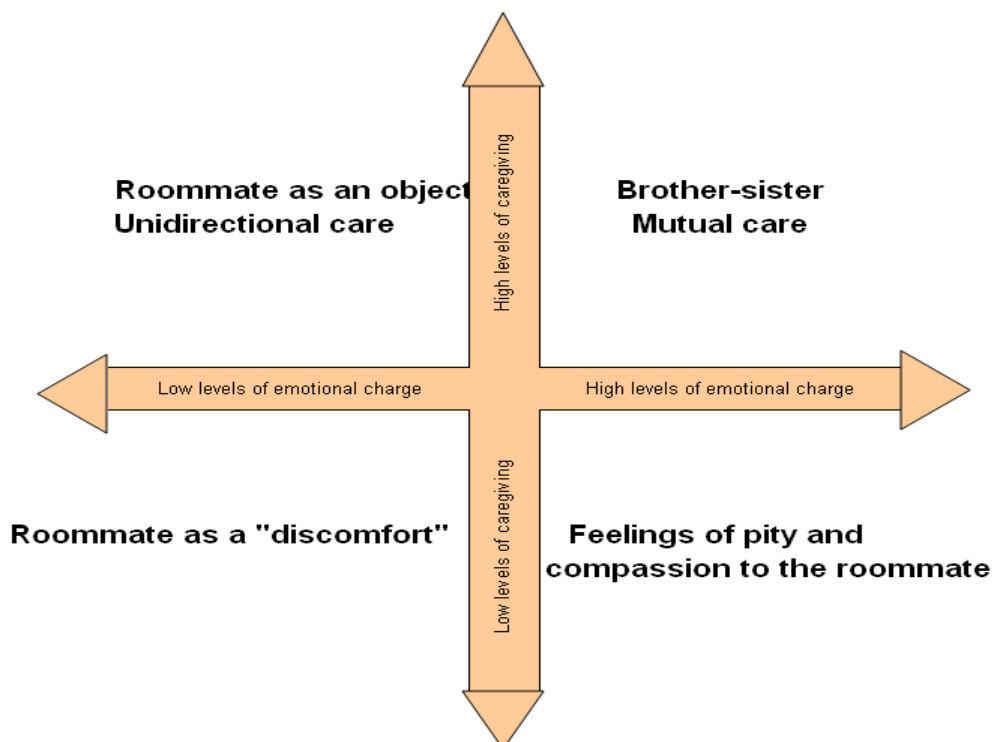 High levels of caregiving
Roommate as an object
Unidirectional care
Brother-sister
Mutual care
Low levels of emotional charge
High levels of emotional charge
Low levels of caregiving
Roommate as a "discomfort"
Feelings of pity and
compassion to the roommate